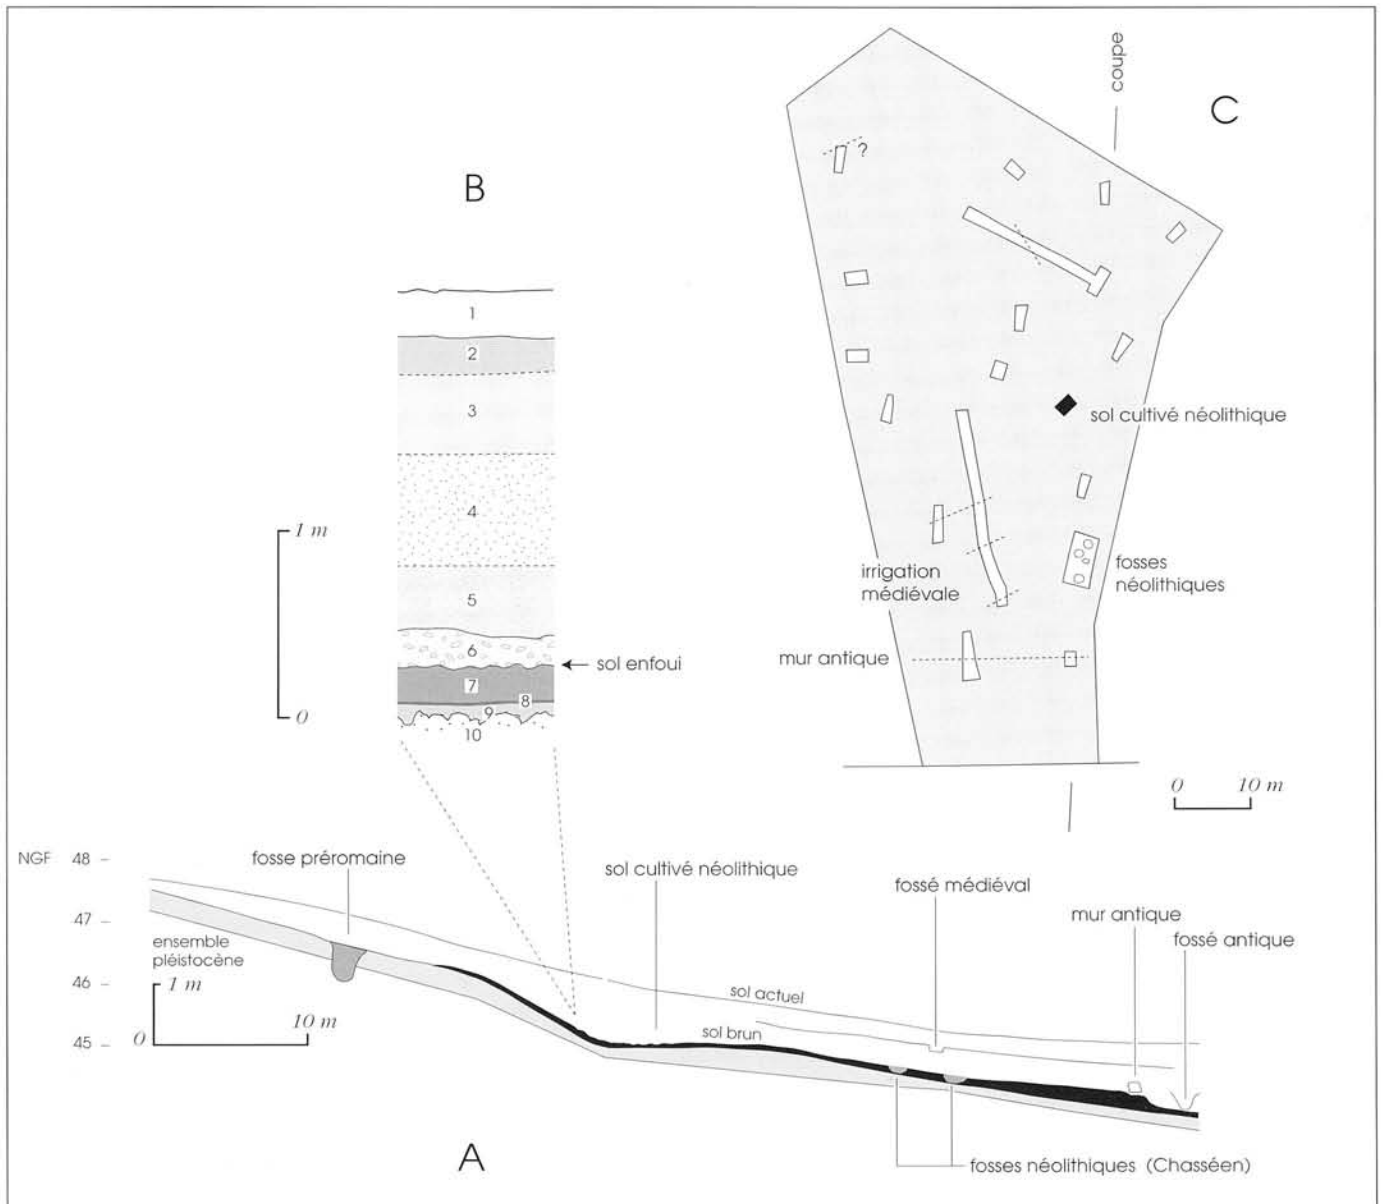 B
1
2
3
4
5
6
7
8
9
10
1 m
0
sol enfoui
C
coupe
?
sol cultivé néolithique
irrigation
médiévale
fosses
néolithiques
mur antique
0 10 m
NGF 48
47
46
45
fosse préromaine
sol cultivé néolithique
fossé médiéval
mur antique
fossé antique
ensemble
pléistocène
1 m
0
10 m
sol actuel
sol brun
A
fosses néolithiques (Chasséen)